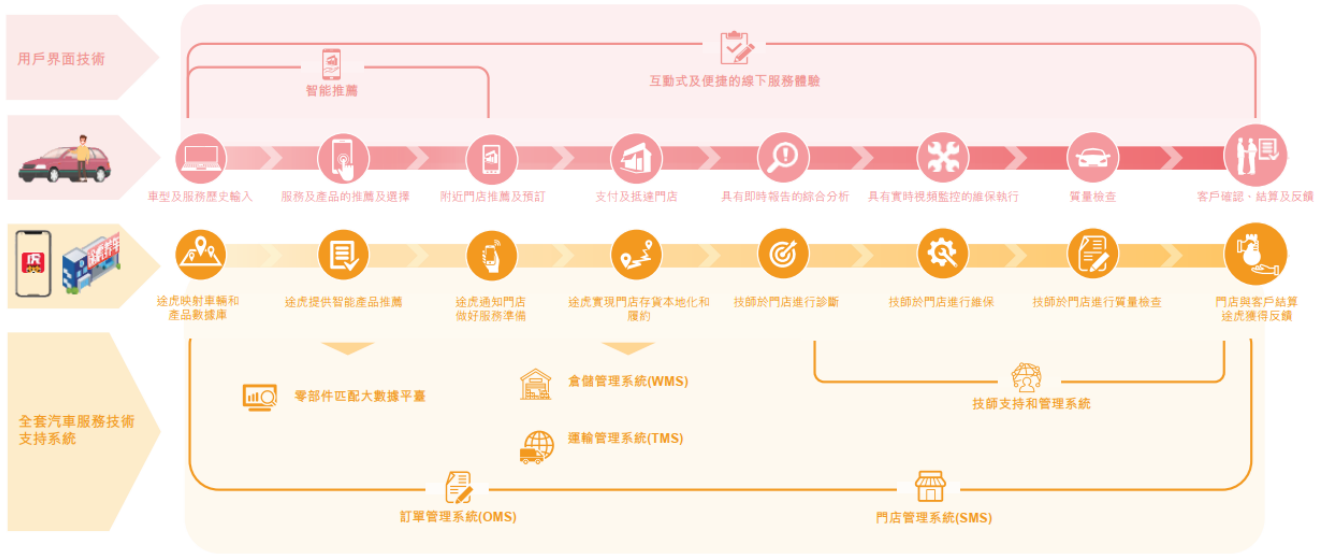 用戶界面技術
智能推薦
互動式及便捷的線下服務體驗
車型及服務歷史輸入
服務及產品的推薦及選擇
附近門店推薦及預訂
支付及抵達門店
具有即時報告的綜合分析
具有實時視頻監控的維保執行
質量檢查
客戶確認、結算及反饋
途虎映射車輛和
產品數據庫
途虎提供智能產品推薦
途虎通知門店
做好服務準備
途虎實現門店存貨本地化和
履約
技師於門店進行診斷
技師於門店進行維保
技師於門店進行質量檢查
門店與客戶結算
途虎獲得反饋
全套汽車服務技術
支持系統
零部件匹配大數據平臺
倉儲管理系統(WMS)
運輸管理系統(TMS)
技師支持和管理系統
訂單管理系統(OMS)
門店管理系統(SMS)